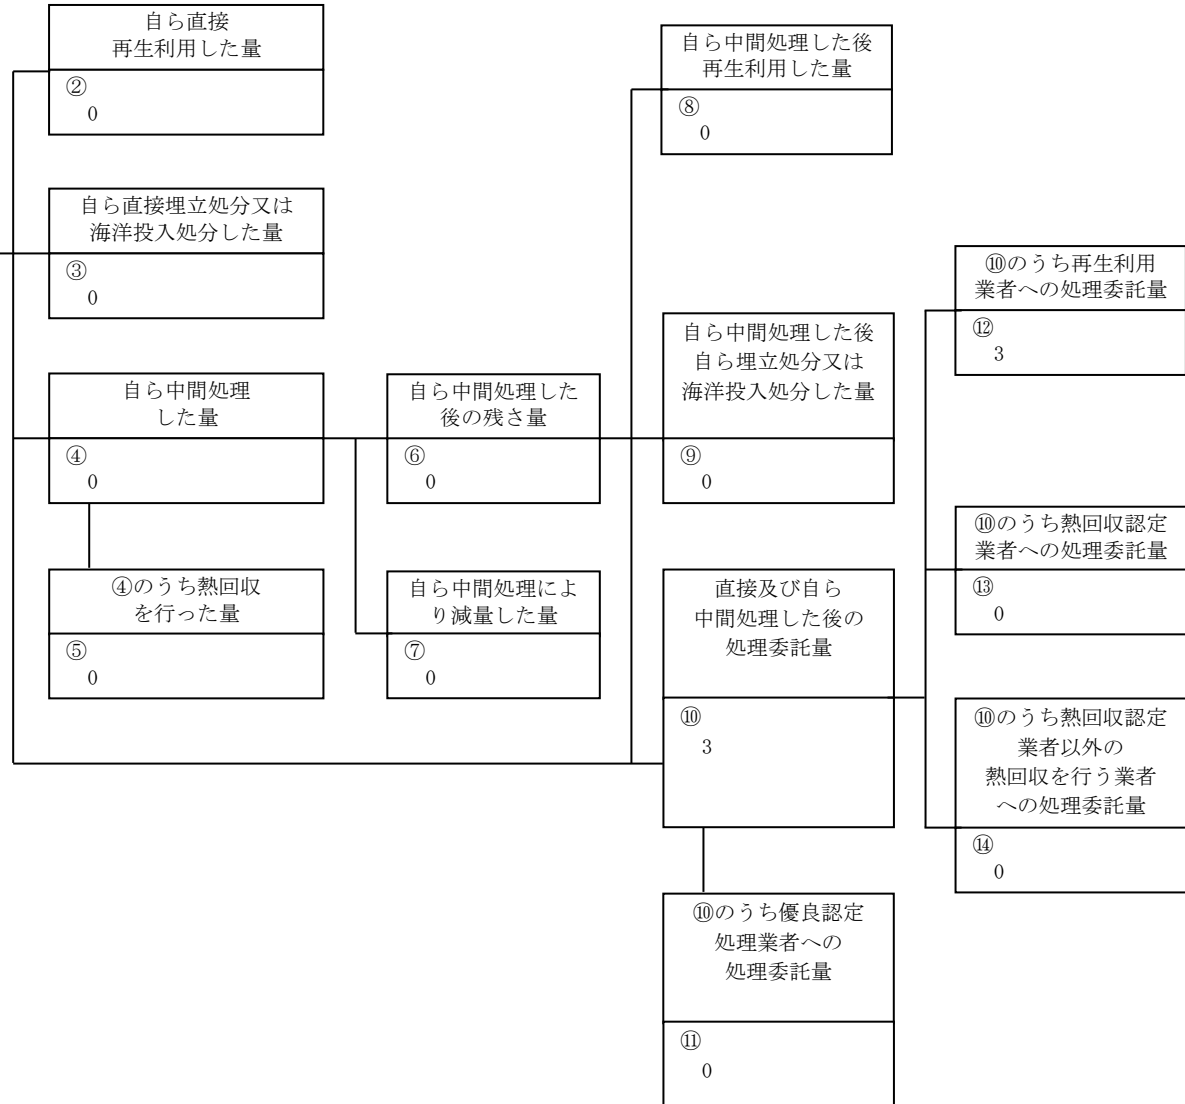 自ら直接
再生利用した量
②
0
自ら中間処理した後
再生利用した量
⑧
0
自ら直接埋立処分又は
海洋投入処分した量
③
0
⑩のうち再生利用
業者への処理委託量
⑫
3
自ら中間処理した後
自ら埋立処分又は
海洋投入処分した量
⑨
0
自ら中間処理
した量
④
0
自ら中間処理した
後の残さ量
⑥
0
⑩のうち熱回収認定
業者への処理委託量
⑬
0
④のうち熱回収
を行った量
⑤
0
自ら中間処理によ
り減量した量
⑦
0
直接及び自ら
中間処理した後の
処理委託量
⑩
3
⑩のうち熱回収認定
業者以外の
熱回収を行う業者
への処理委託量
⑭
0
⑩のうち優良認定
処理業者への
処理委託量
⑪
0